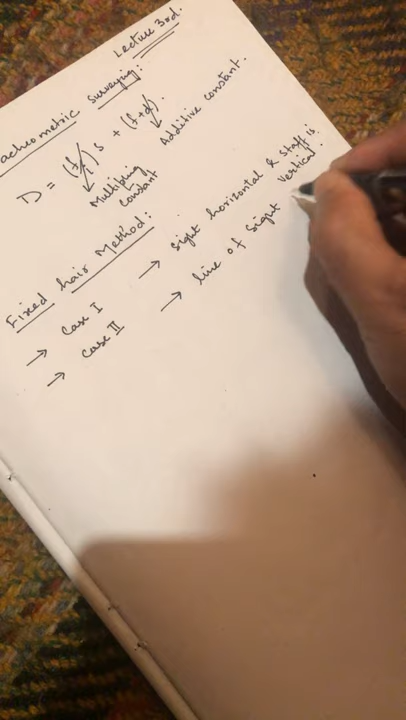 Lecture 3rd.
acheometric surveying:
D = (f/i)s + (f+d).
Multiplying constant
Additive constant.
Fixed hair Method:
→ Case I → sight horizontal & staff is vertical.
→ Case II → line of sight